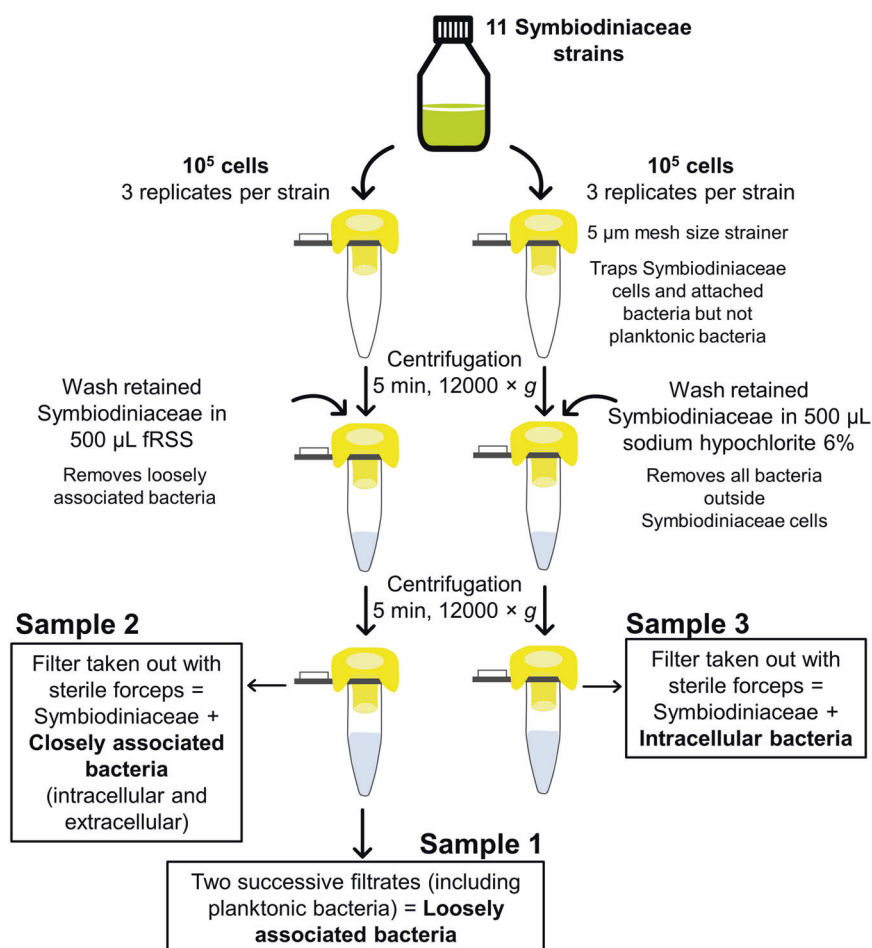 11 Symbiodiniaceae
strains
10⁵ cells
3 replicates per strain
10⁵ cells
3 replicates per strain
5 µm mesh size strainer
Traps Symbiodiniaceae
cells and attached
bacteria but not
planktonic bacteria
Centrifugation
5 min, 12000 × g
Wash retained
Symbiodiniaceae in
500 µL fRSS
Removes loosely
associated bacteria
Wash retained
Symbiodiniaceae in 500 µL
sodium hypochlorite 6%
Removes all bacteria
outside
Symbiodiniaceae cells
Centrifugation
5 min, 12000 × g
Sample 2
Filter taken out with
sterile forceps =
Symbiodiniaceae +
Closely associated
bacteria
(intracellular and
extracellular)
Sample 3
Filter taken out with
sterile forceps =
Symbiodiniaceae +
Intracellular bacteria
Sample 1
Two successive filtrates (including
planktonic bacteria) = Loosely
associated bacteria